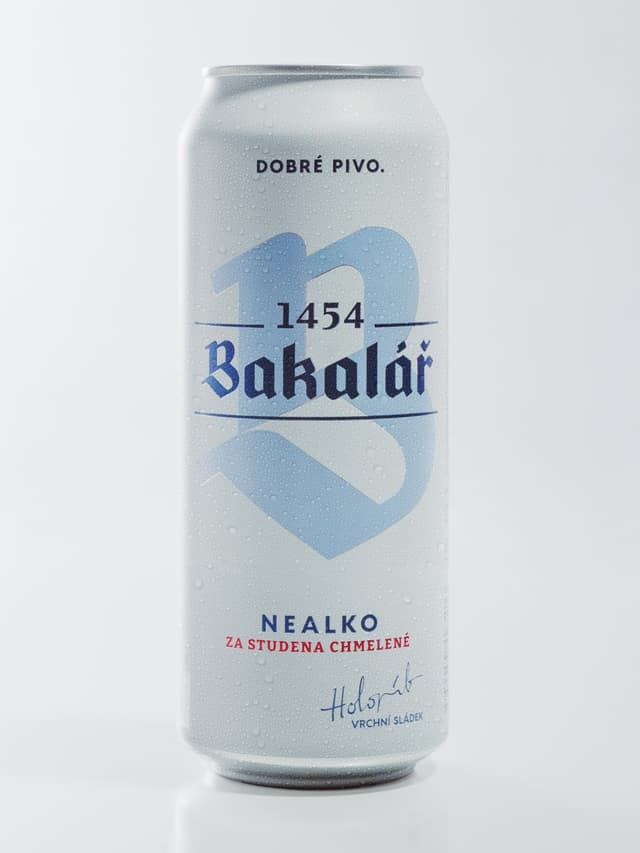 DOBRÉ PIVO.
1454
Bakalář
NEALKO
ZA STUDENA CHMELENÉ
VRCHNÍ SLÁDEK